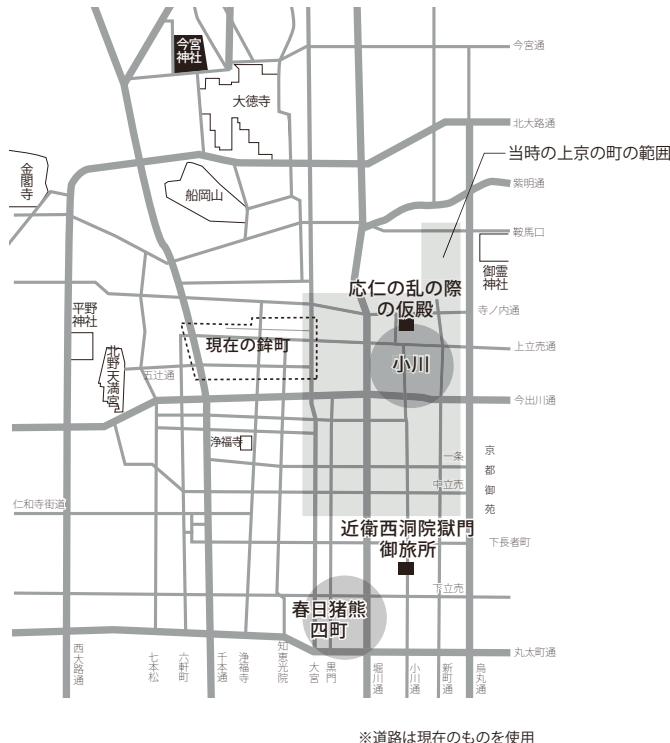 今宮
神社
今宮通
大徳寺
北大路通
当時の上京の町の範囲
金閣寺
紫明通
船岡山
鞍馬口
御霊
神社
応仁の乱の際
の仮殿
平野
神社
寺ノ内通
現在の鉾町
上立売通
北野天満宮
小川
五辻通
今出川通
浄福寺
一条
京都御苑
中立売
仁和寺街道
近衛西洞院獄門
御旅所
下長者町
下立売
春日猪熊
四町
丸太町通
西大路通
七本松
六軒町
千本通
浄福寺
知恵光院
大宮
黒門
堀川通
小川通
新町通
烏丸通
※道路は現在のものを使用